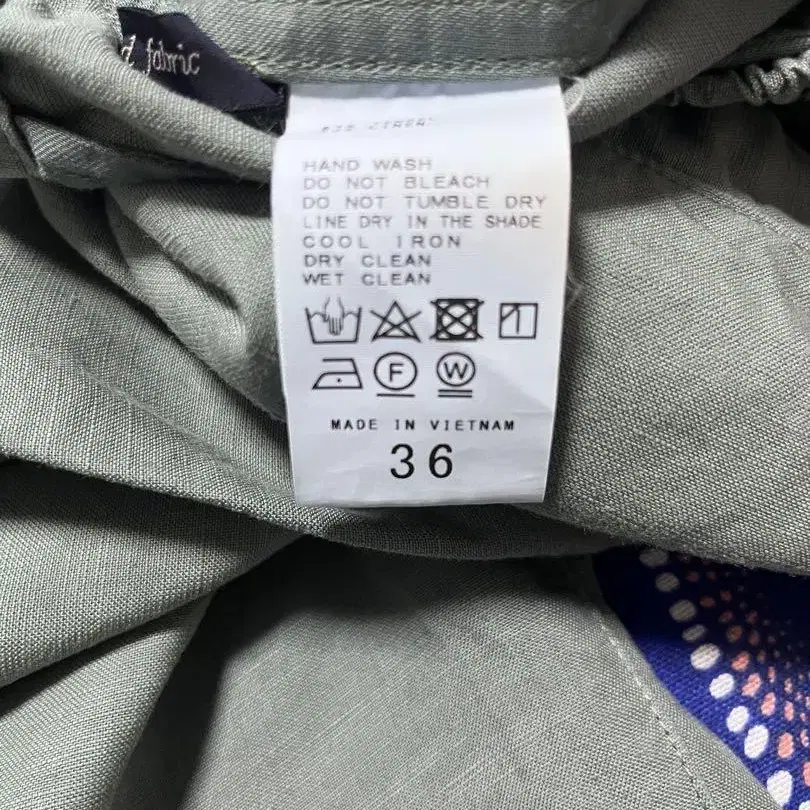 fabric
HAND WASH
DO NOT BLEACH
DO NOT TUMBLE DRY
LINE DRY IN THE SHADE
COOL IRON
DRY CLEAN
WET CLEAN
F W
MADE IN VIETNAM
36